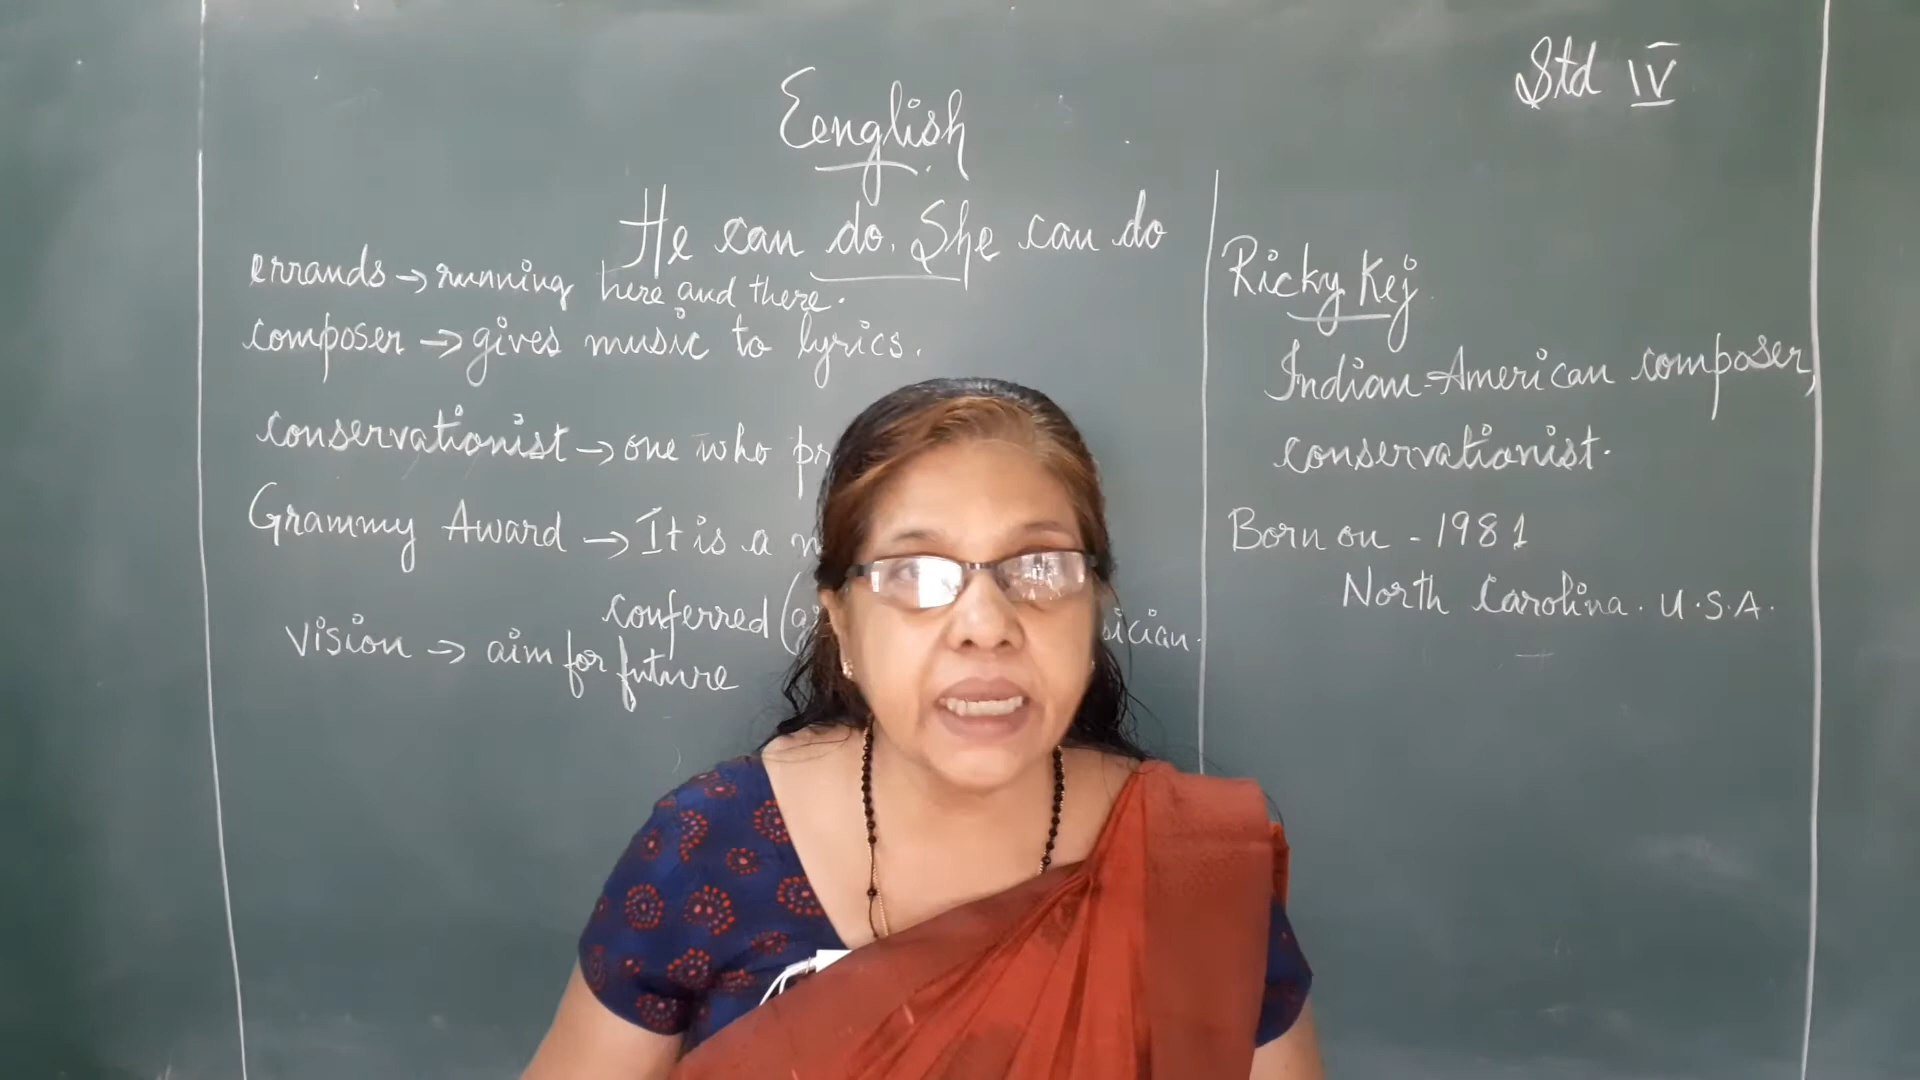 Std IV
Eenglish
He can do. She can do
errands → running here and there.
composer → gives music to lyrics.
conservationist → one who
Grammy Award → It is a
conferred
vision → aim for future
Ricky Kej
Indian-American composer,
conservationist.
Born on - 1981
North Carolina. U.S.A.